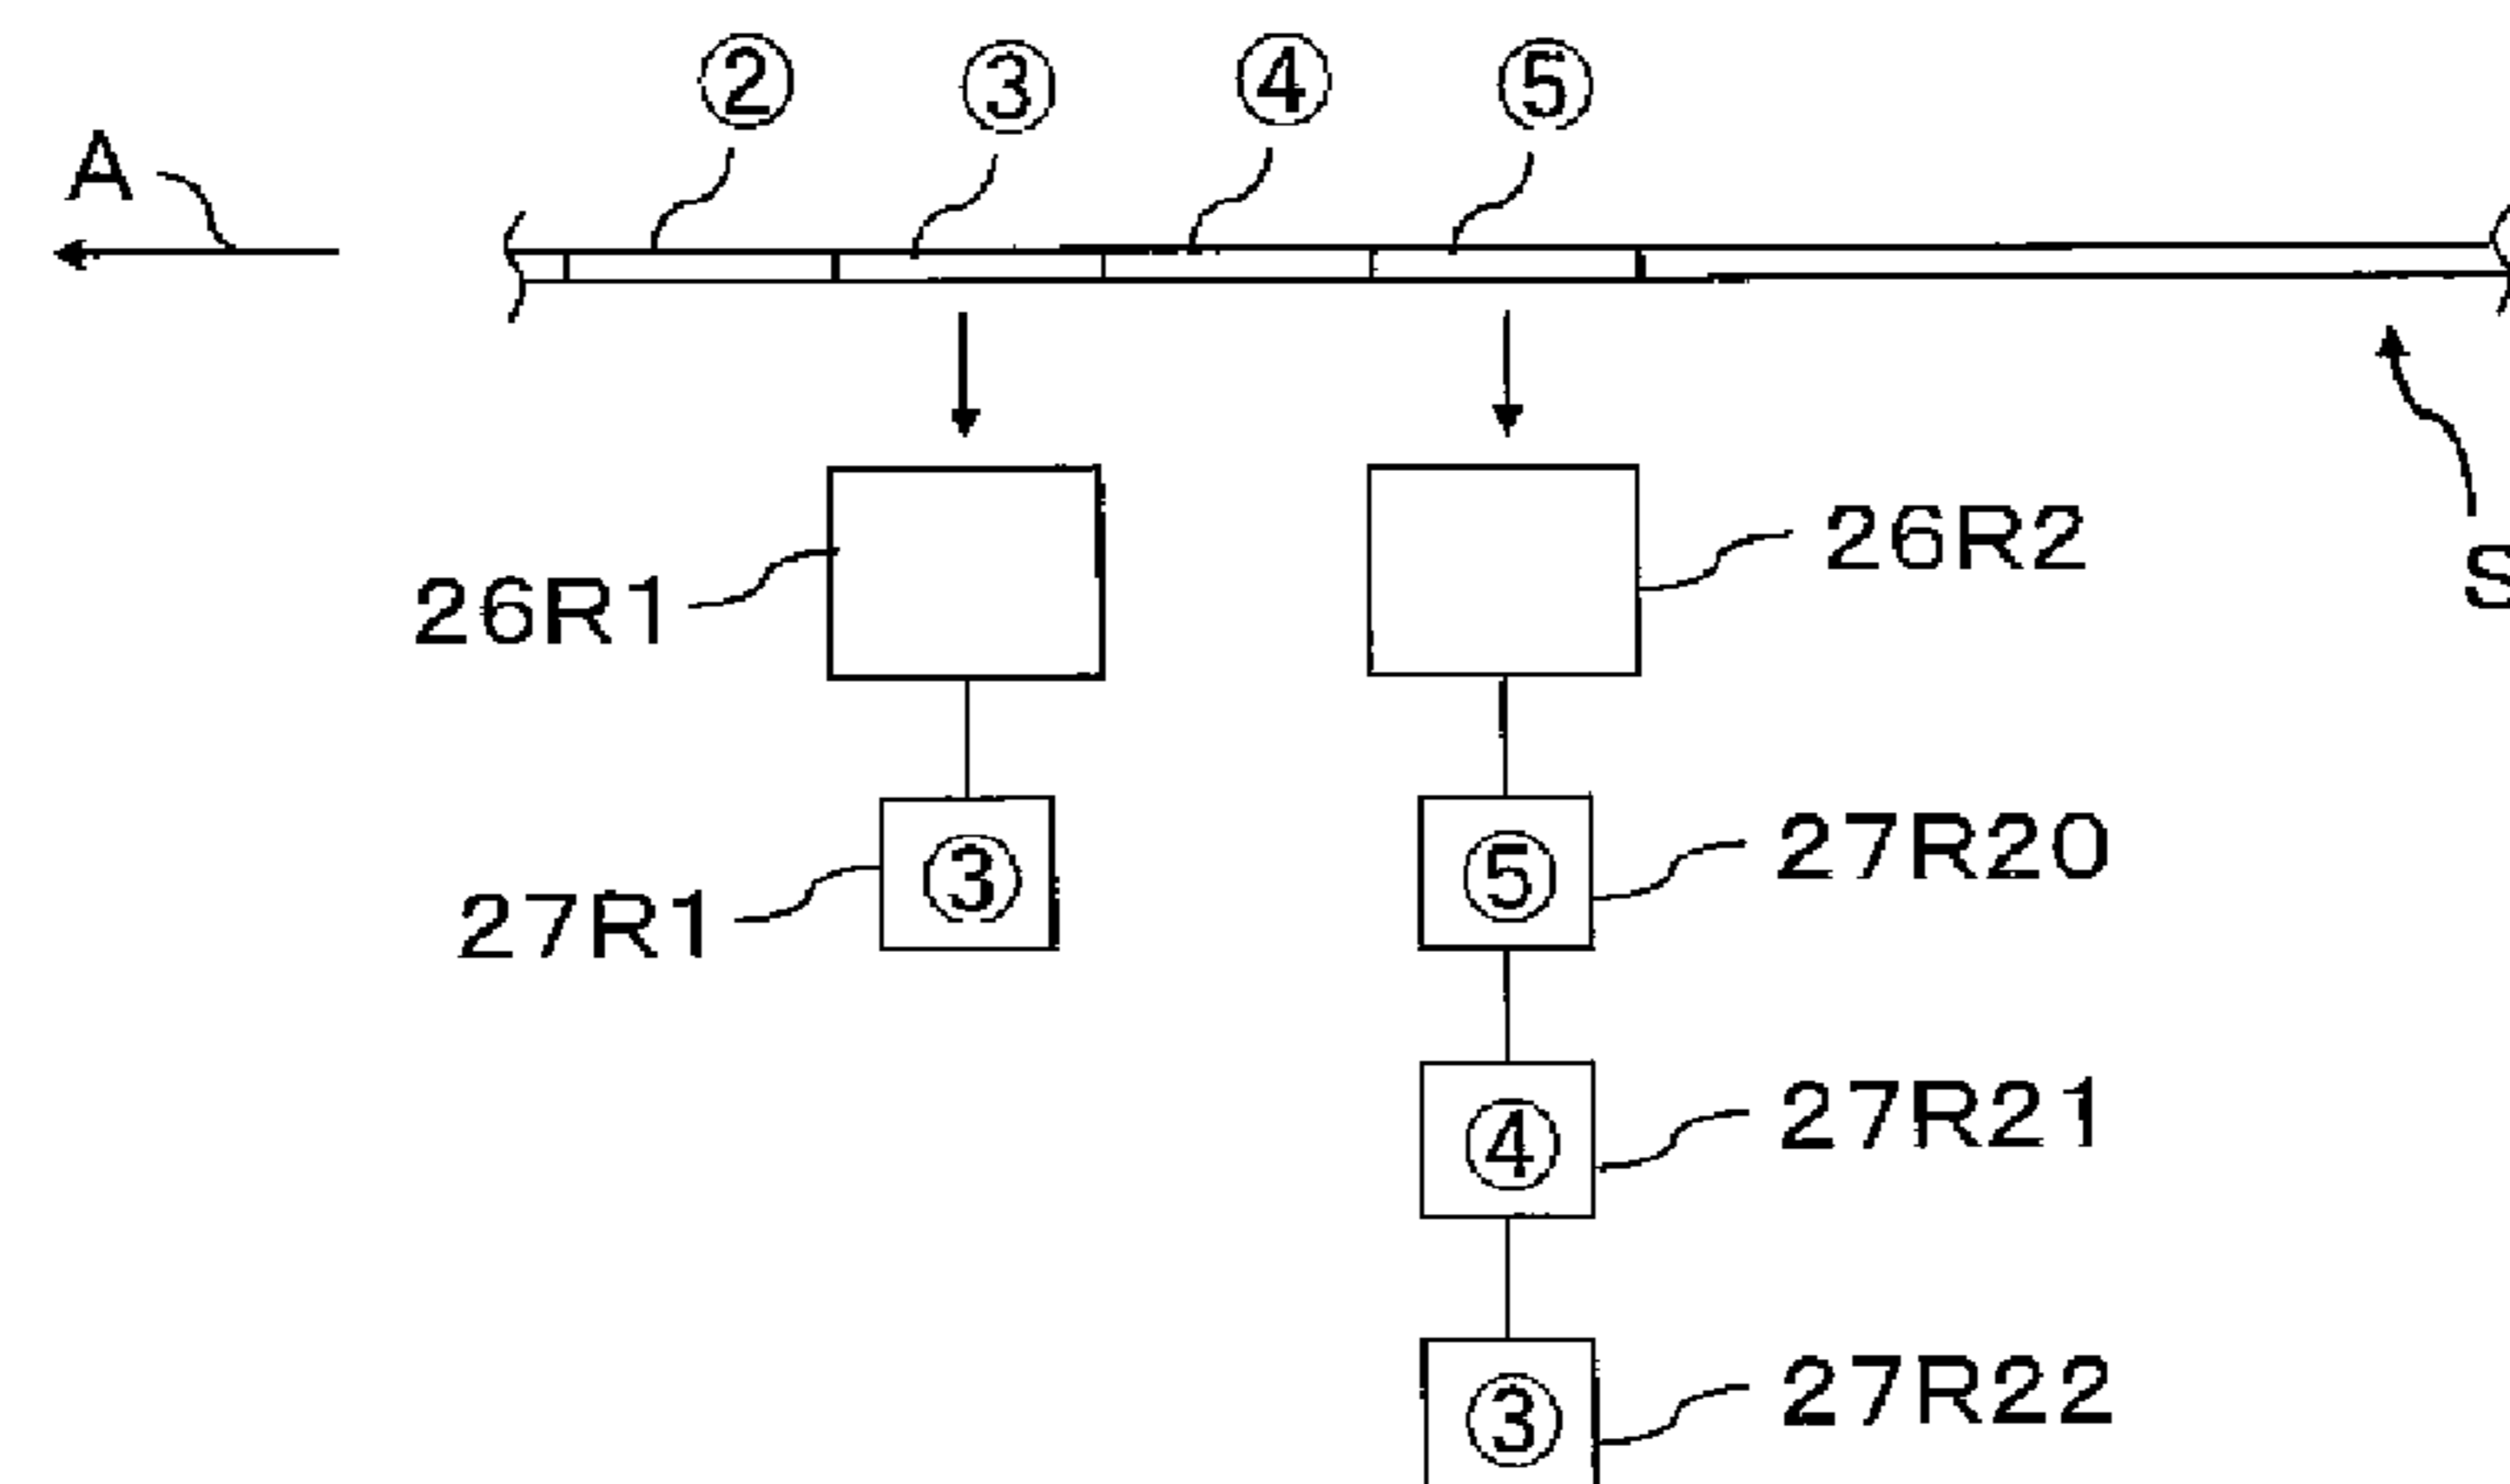 ② ③ ④ ⑤
A
26R2
S
26R1
⑤ 27R20
27R1 ③
④ 27R21
③ 27R22